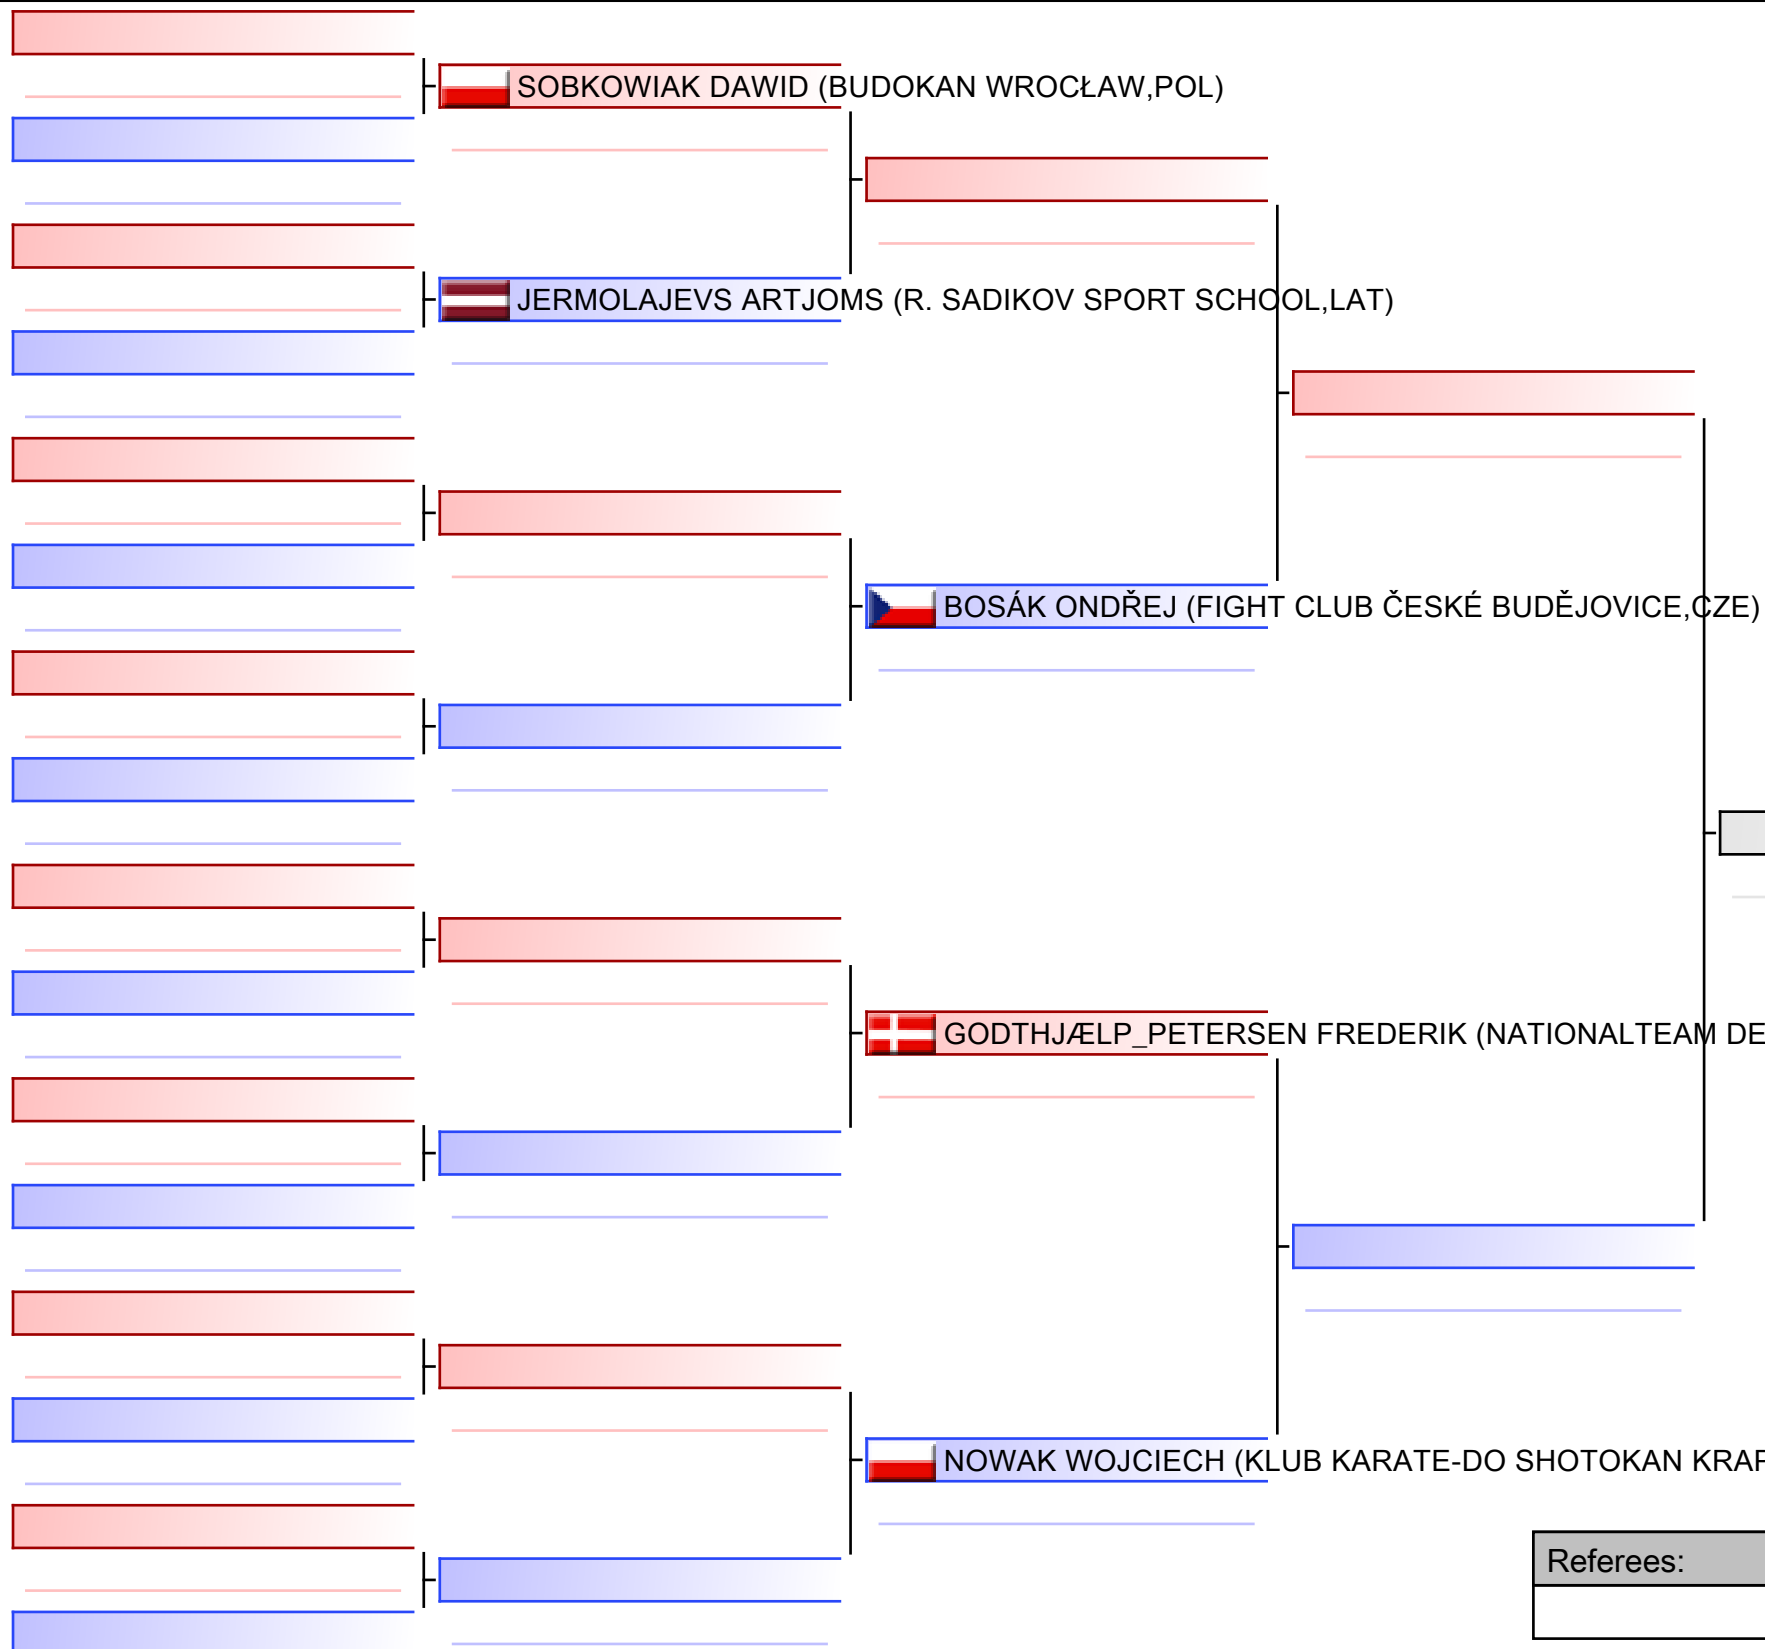 SOBKOWIAK DAWID (BUDOKAN WROCŁAW,POL)
JERMOLAJEVS ARTJOMS (R. SADIKOV SPORT SCHOOL,LAT)
BOSÁK ONDŘEJ (FIGHT CLUB ČESKÉ BUDĚJOVICE,CZE)
GODTHJÆLP_PETERSEN FREDERIK (NATIONALTEAM DE
NOWAK WOJCIECH (KLUB KARATE-DO SHOTOKAN KRAP
Referees: